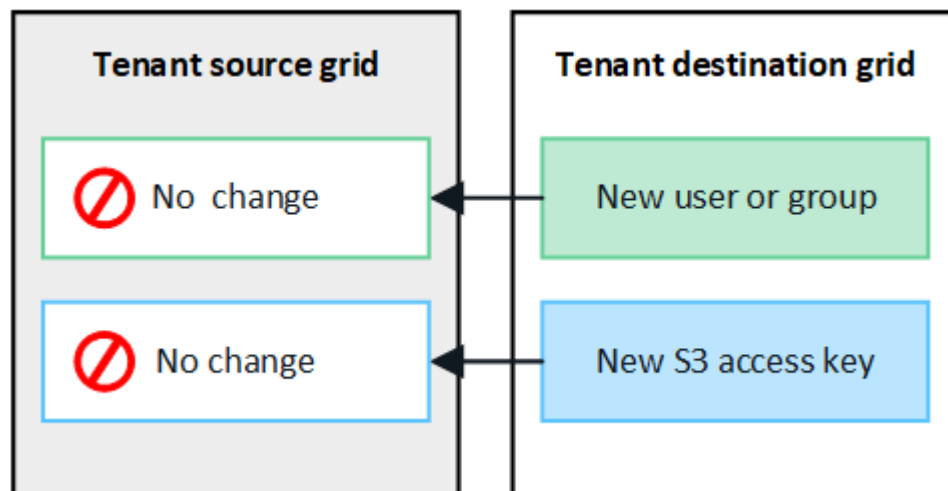 Tenant source grid
No change
No change
Tenant destination grid
New user or group
New S3 access key